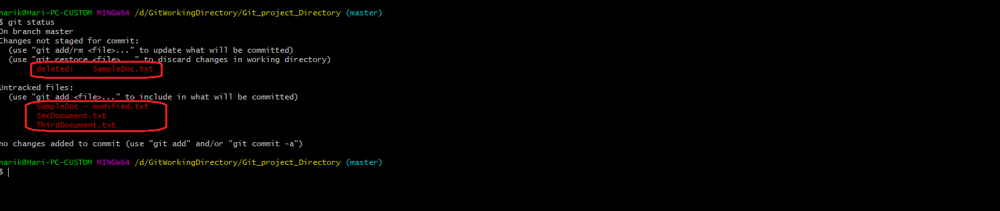 harik@Hari-PC-CUSTOM MINGW64 /d/GitWorkingDirectory/Git_project_Directory (master)
$ git status
On branch master
Changes not staged for commit:
  (use "git add/rm <file>..." to update what will be committed)
  (use "git restore <file>..." to discard changes in working directory)
        deleted:    SampleDoc.txt

Untracked files:
  (use "git add <file>..." to include in what will be committed)
        SampleDoc - modified.txt
        SecDocument.txt
        ThirdDocument.txt

no changes added to commit (use "git add" and/or "git commit -a")

harik@Hari-PC-CUSTOM MINGW64 /d/GitWorkingDirectory/Git_project_Directory (master)
$